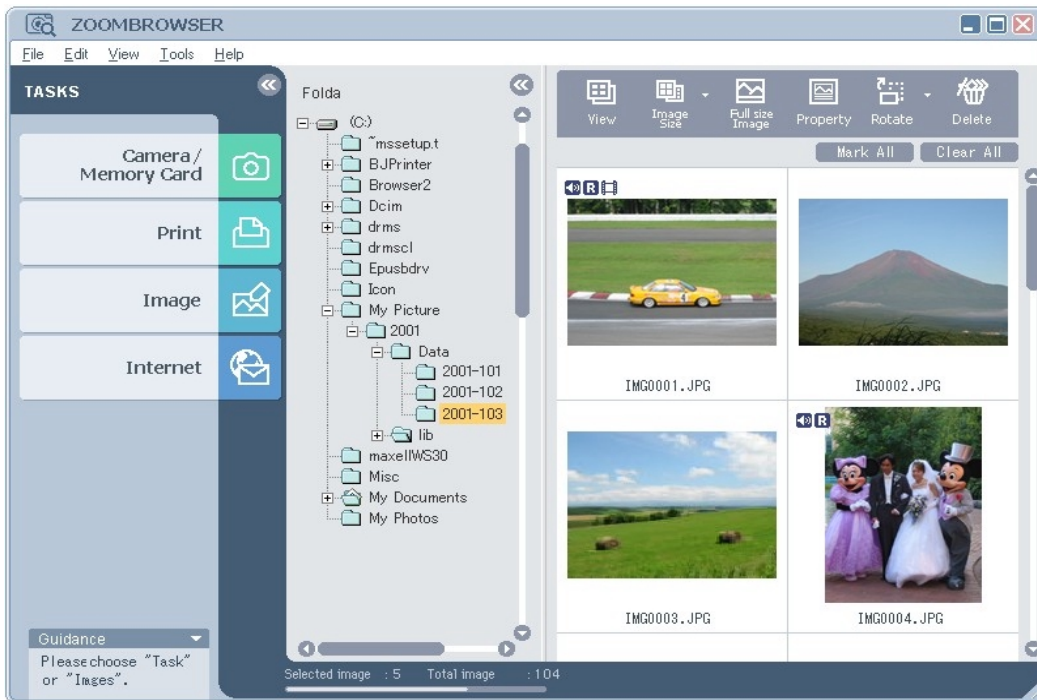 ZOOMBROWSER
File Edit View Tools Help
TASKS
Camera/
Memory Card
Print
Image
Internet
Guidance
Please choose "Task"
or "Imges".
Folda
(C:)
~mssetup.t
BJPrinter
Browser2
Dcim
drms
drmscl
Epusbdrv
Icon
My Picture
2001
Data
2001-101
2001-102
2001-103
lib
maxellWS30
Misc
My Documents
My Photos
View
Image
Size
Full size
Image
Property
Rotate
Delete
Mark All
Clear All
R
IMG0001.JPG
IMG0002.JPG
R
IMG0003.JPG
IMG0004.JPG
Selected image : 5 Total image : 104